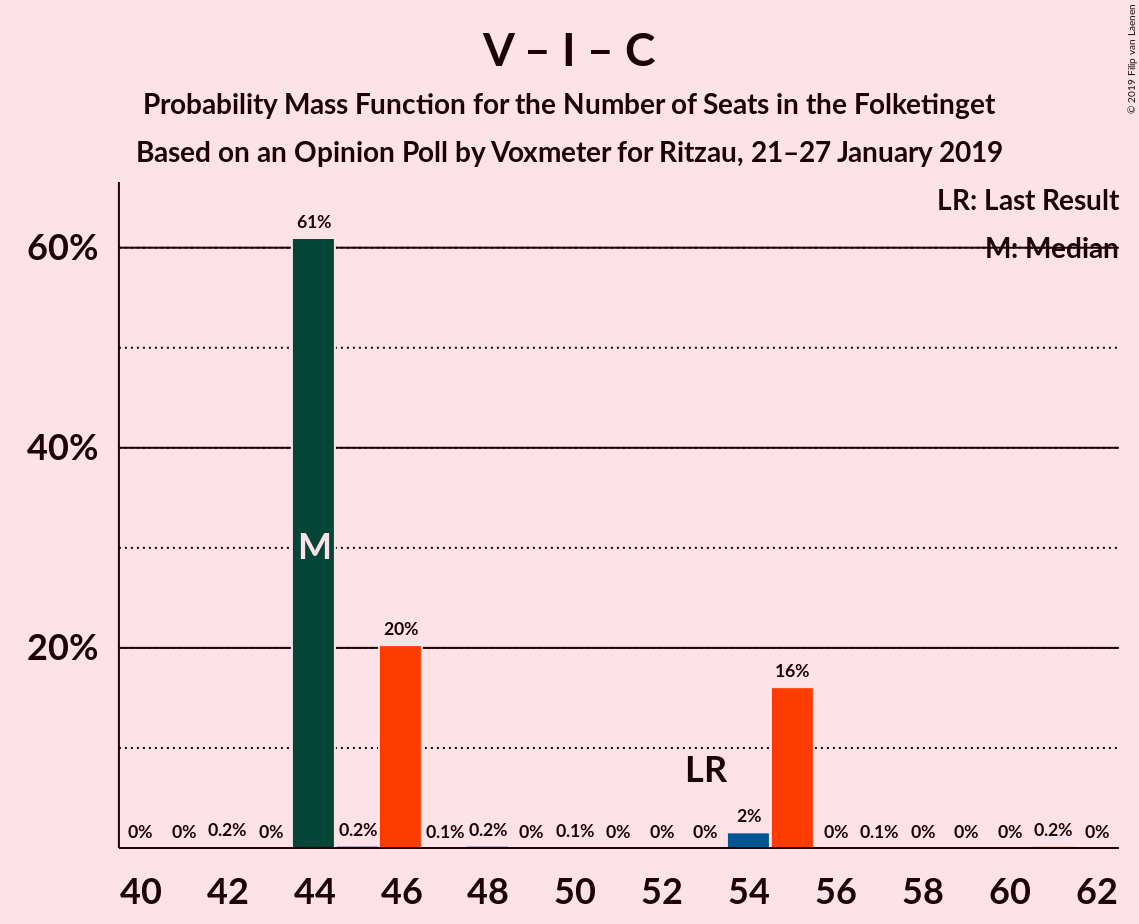 V – I – C
Probability Mass Function for the Number of Seats in the Folketinget
Based on an Opinion Poll by Voxmeter for Ritzau, 21–27 January 2019
© 2019 Filip van Laenen
LR: Last Result
M: Median
60%
40%
20%
0% 0% 0.2% 0% 61% 0.2% 20% 0.1% 0.2% 0% 0.1% 0% 0% 0% 2% 16% 0% 0.1% 0% 0% 0% 0.2% 0%
M
LR
40 42 44 46 48 50 52 54 56 58 60 62